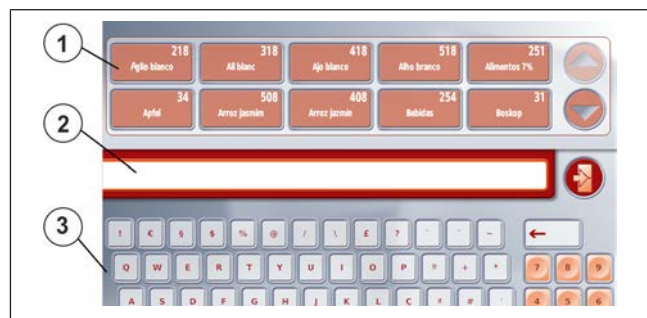 1
218 318 418 518 251
Aglio bianco All blanc Ajo blanco Alho branco Alimentos 7%
34 508 408 254 31
Apfel Arroz Jasmim Arroz Jazmin Bebidas Boskop
2
3
! € § $ % @ / \ £ ? ←
Q W E R T Y U I O P + * 7 8 9
A S D F G H J K L Ç # 4 5 6